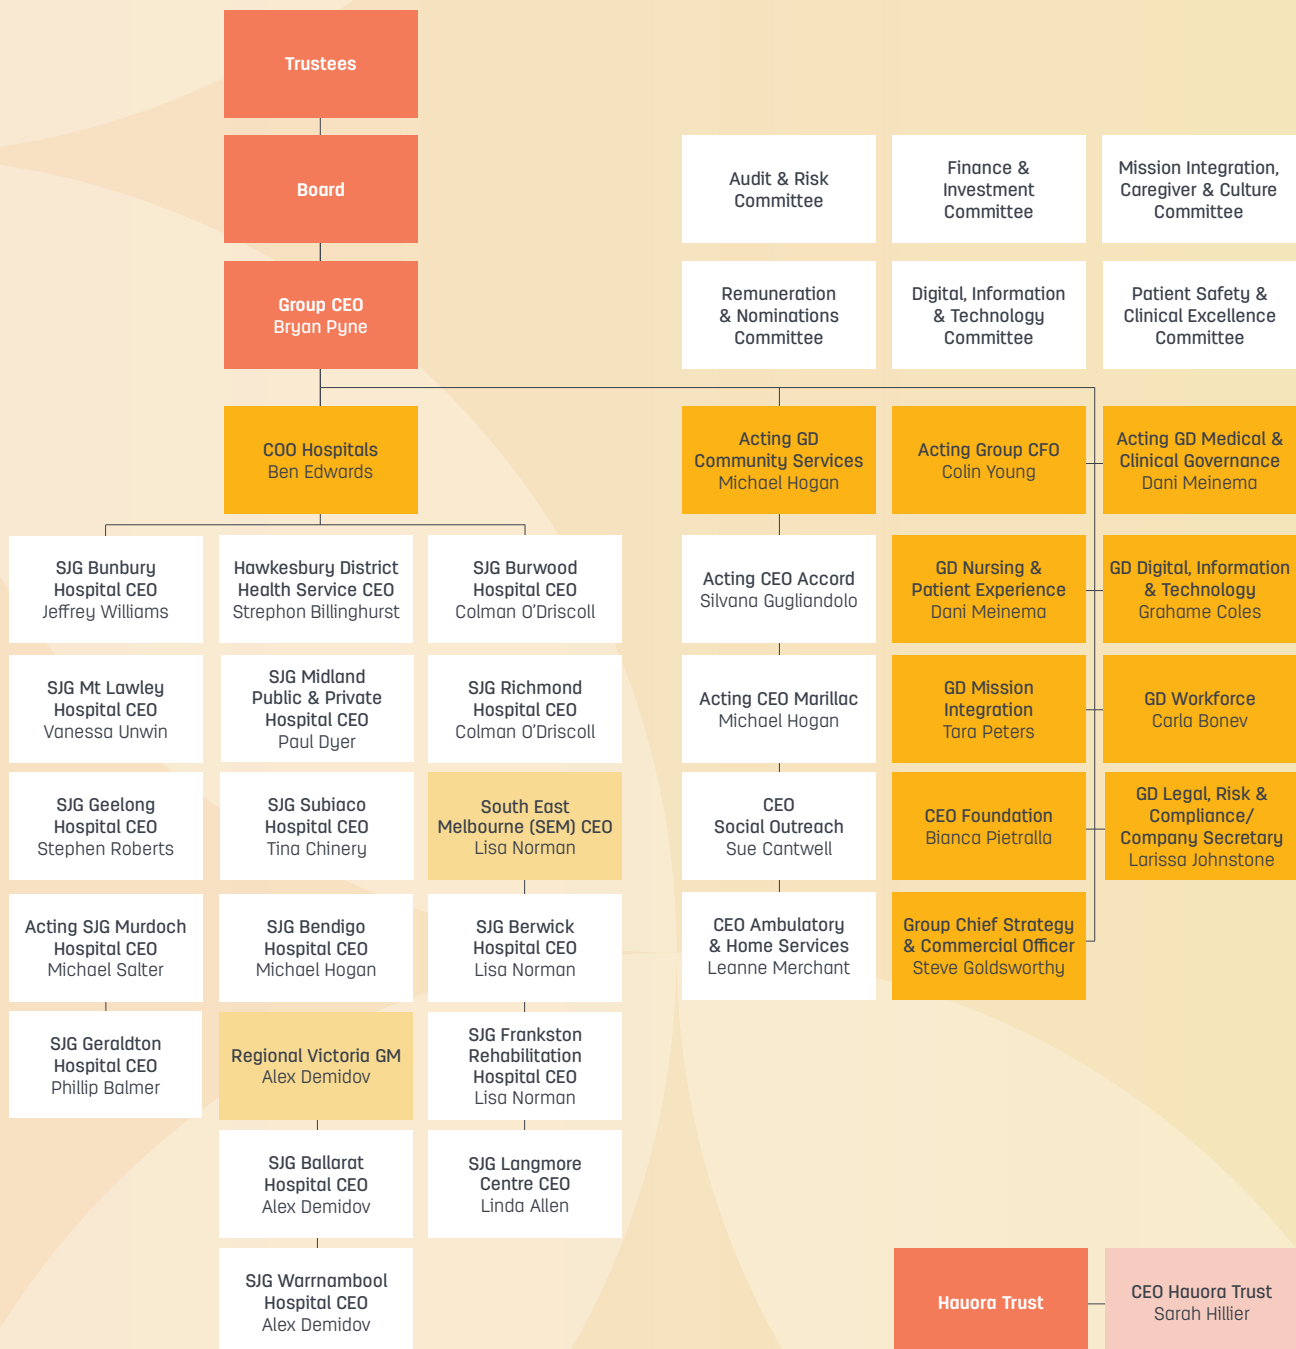 Trustees
Board
Group CEO
Bryan Pyne
Audit & Risk
Committee
Finance &
Investment
Committee
Mission Integration,
Caregiver & Culture
Committee
Remuneration
& Nominations
Committee
Digital, Information
& Technology
Committee
Patient Safety &
Clinical Excellence
Committee
COO Hospitals
Ben Edwards
Acting GD
Community Services
Michael Hogan
Acting Group CFO
Colin Young
Acting GD Medical &
Clinical Governance
Dani Meinema
SJG Bunbury
Hospital CEO
Jeffrey Williams
Hawkesbury District
Health Service CEO
Strephon Billinghurst
SJG Burwood
Hospital CEO
Colman O'Driscoll
Acting CEO Accord
Silvana Gugliandolo
GD Nursing &
Patient Experience
Dani Meinema
GD Digital, Information
& Technology
Grahame Coles
SJG Mt Lawley
Hospital CEO
Vanessa Unwin
SJG Midland
Public & Private
Hospital CEO
Paul Dyer
SJG Richmond
Hospital CEO
Colman O'Driscoll
Acting CEO Marillac
Michael Hogan
GD Mission
Integration
Tara Peters
GD Workforce
Carla Bonev
SJG Geelong
Hospital CEO
Stephen Roberts
SJG Subiaco
Hospital CEO
Tina Chinery
South East
Melbourne (SEM) CEO
Lisa Norman
CEO
Social Outreach
Sue Cantwell
CEO Foundation
Bianca Pietralla
GD Legal, Risk &
Compliance/
Company Secretary
Larissa Johnstone
Acting SJG Murdoch
Hospital CEO
Michael Salter
SJG Bendigo
Hospital CEO
Michael Hogan
SJG Berwick
Hospital CEO
Lisa Norman
CEO Ambulatory
& Home Services
Leanne Merchant
Group Chief Strategy
& Commercial Officer
Steve Goldsworthy
SJG Geraldton
Hospital CEO
Phillip Balmer
Regional Victoria GM
Alex Demidov
SJG Frankston
Rehabilitation
Hospital CEO
Lisa Norman
SJG Ballarat
Hospital CEO
Alex Demidov
SJG Langmore
Centre CEO
Linda Allen
SJG Warrnambool
Hospital CEO
Alex Demidov
Hauora Trust
CEO Hauora Trust
Sarah Hillier